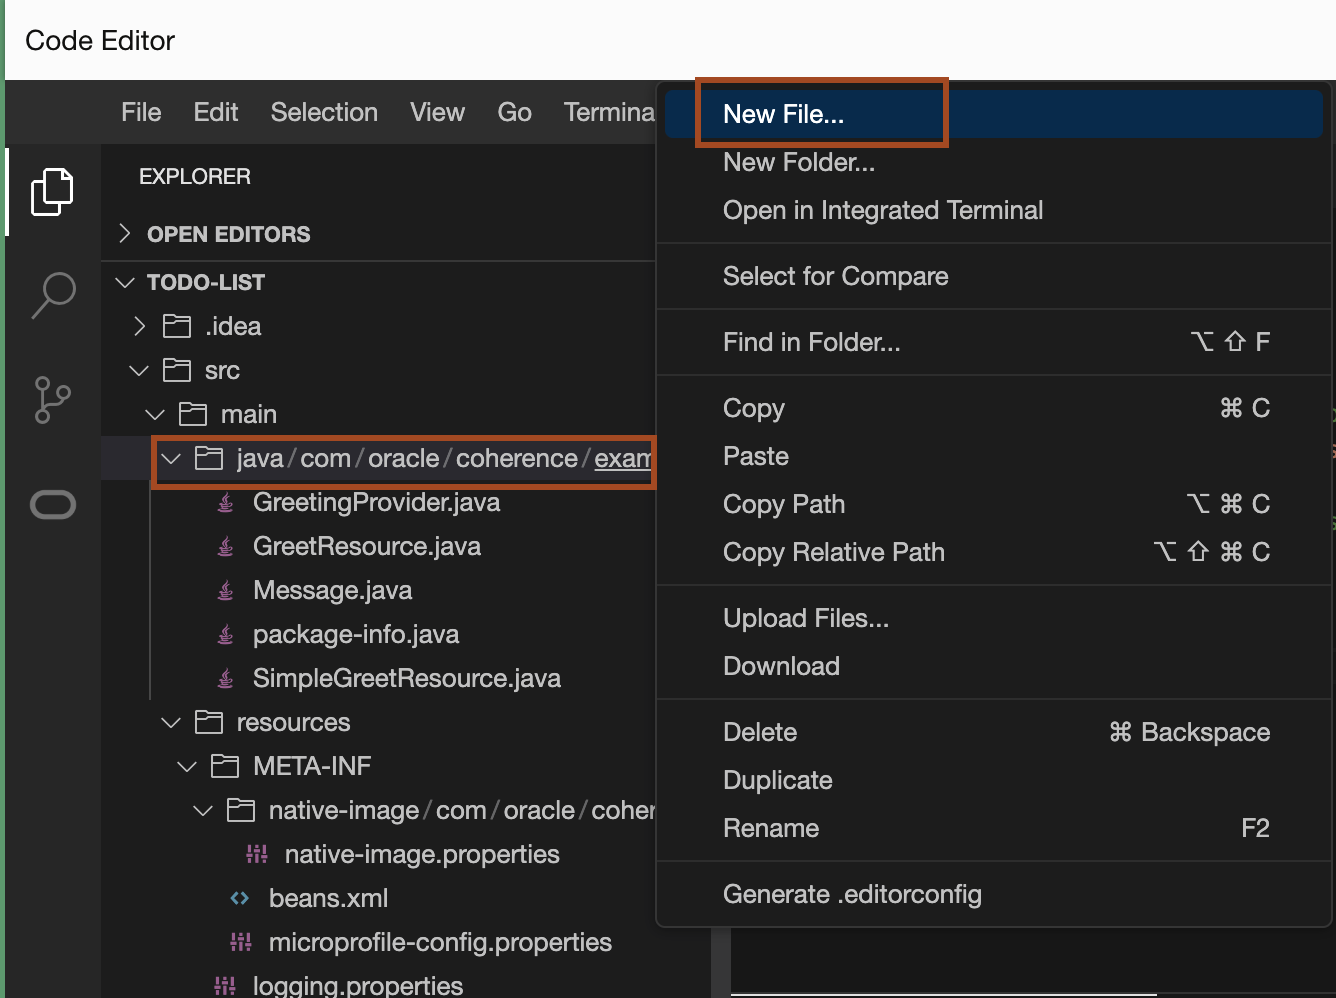 Code Editor
File Edit Selection View Go Termina
EXPLORER
OPEN EDITORS
TODO-LIST
.idea
src
main
java/com/oracle/coherence/exam
GreetingProvider.java
GreetResource.java
Message.java
package-info.java
SimpleGreetResource.java
resources
META-INF
native-image/com/oracle/coher
native-image.properties
beans.xml
microprofile-config.properties
logging.properties
New File...
New Folder...
Open in Integrated Terminal
Select for Compare
Find in Folder... ⌥ ⇧ F
Copy ⌘ C
Paste
Copy Path ⌥ ⌘ C
Copy Relative Path ⌥ ⇧ ⌘ C
Upload Files...
Download
Delete ⌘ Backspace
Duplicate
Rename F2
Generate .editorconfig